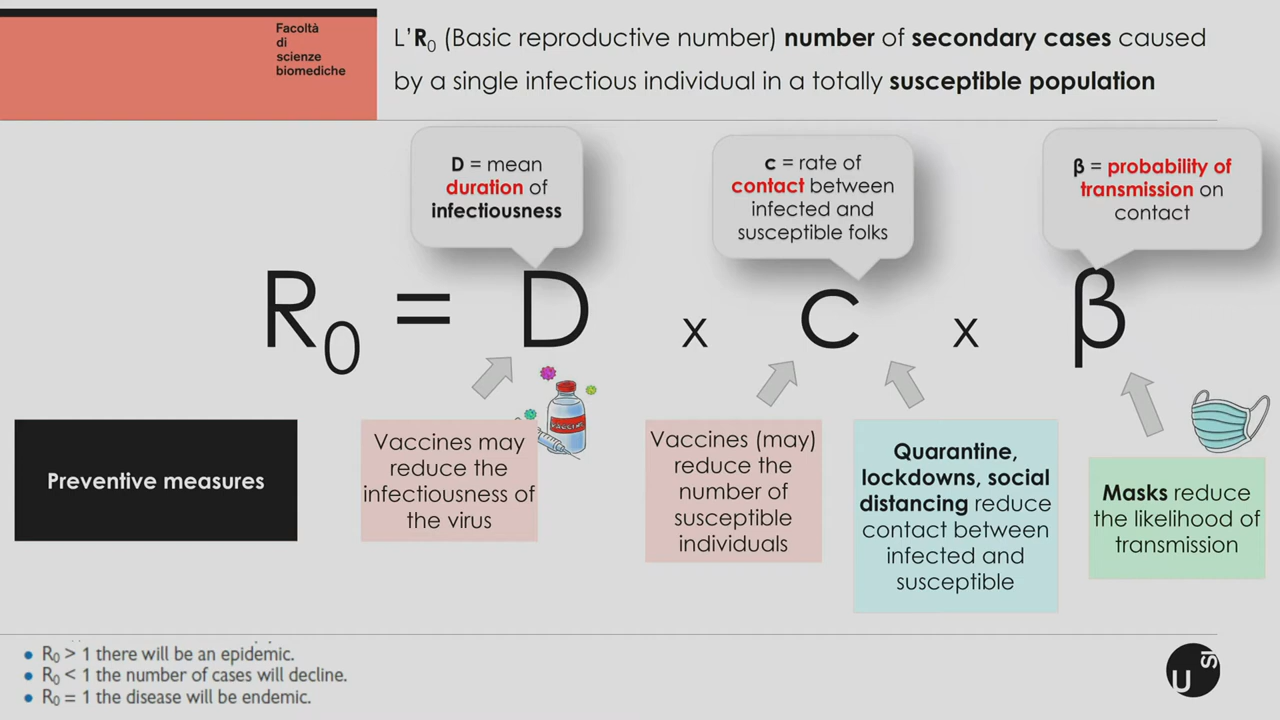 Facoltà
di
scienze
biomediche
L'R0 (Basic reproductive number) number of secondary cases caused
by a single infectious individual in a totally susceptible population
D = mean
duration of
infectiousness
c = rate of
contact between
infected and
susceptible folks
β = probability of
transmission on
contact
R0 = D x c x β
Preventive measures
Vaccines may
reduce the
infectiousness of
the virus
VACCINE
Vaccines (may)
reduce the
number of
susceptible
individuals
Quarantine,
lockdowns, social
distancing reduce
contact between
infected and
susceptible
Masks reduce
the likelihood of
transmission
• R0 > 1 there will be an epidemic.
• R0 < 1 the number of cases will decline.
• R0 = 1 the disease will be endemic.
USI